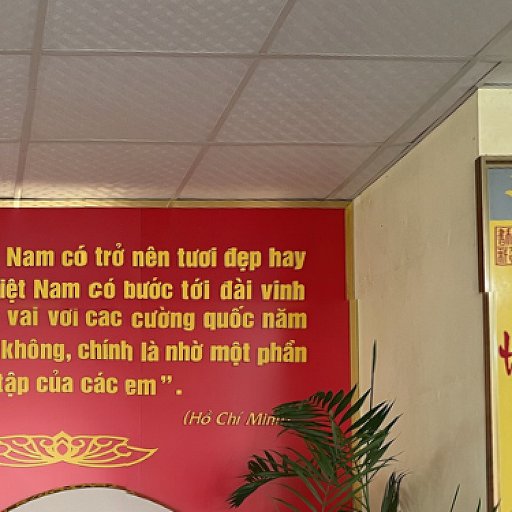 Nam có trở nên tươi đẹp hay
iệt Nam có bước tới đài vinh
vai với các cường quốc năm
không, chính là nhờ một phần
tập của các em".
(Hồ Chí Minh